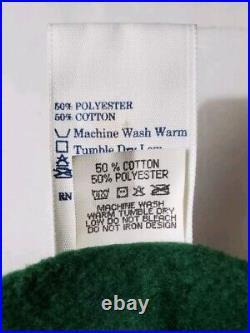 50% POLYESTER
50% COTTON
Machine Wash Warm
Tumble Dry Low
RN
50 % COTTON
50% POLYESTER
MACHINE WASH
WARM TUMBLE DRY
LOW DO NOT BLEACH
DO NOT IRON DESIGN